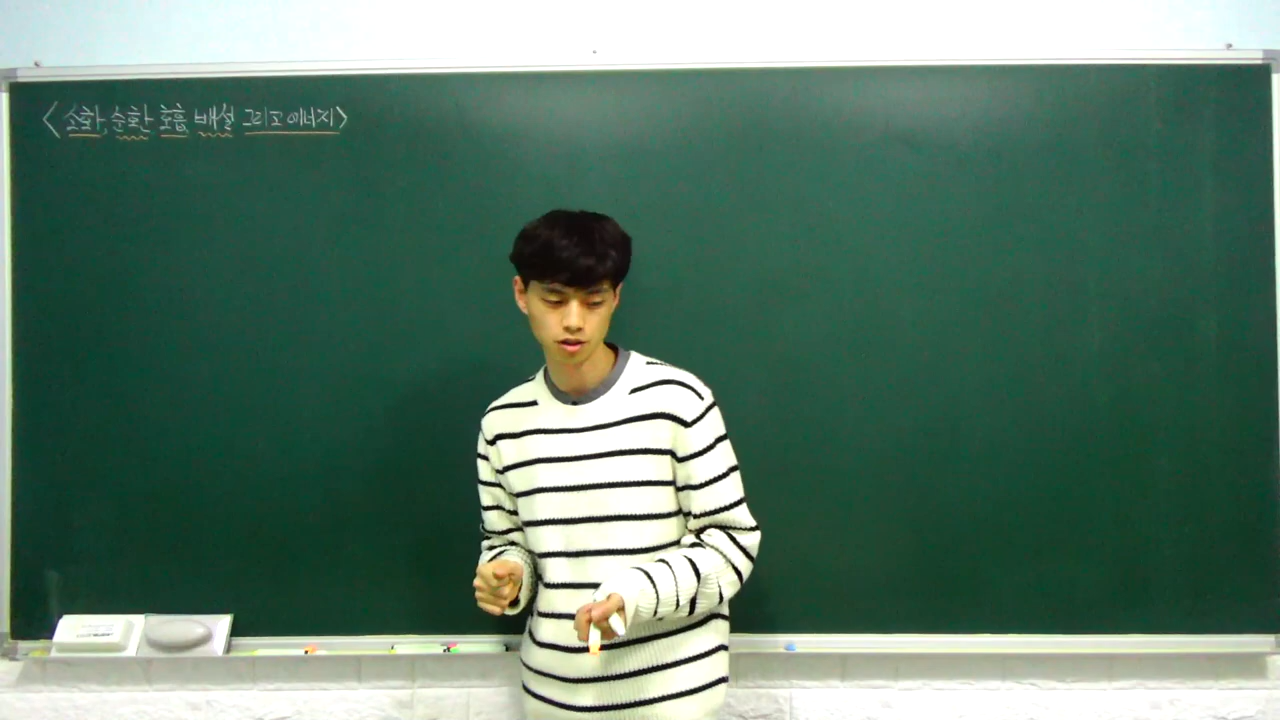 <소화, 순환, 호흡, 배설 그리고 에너지>